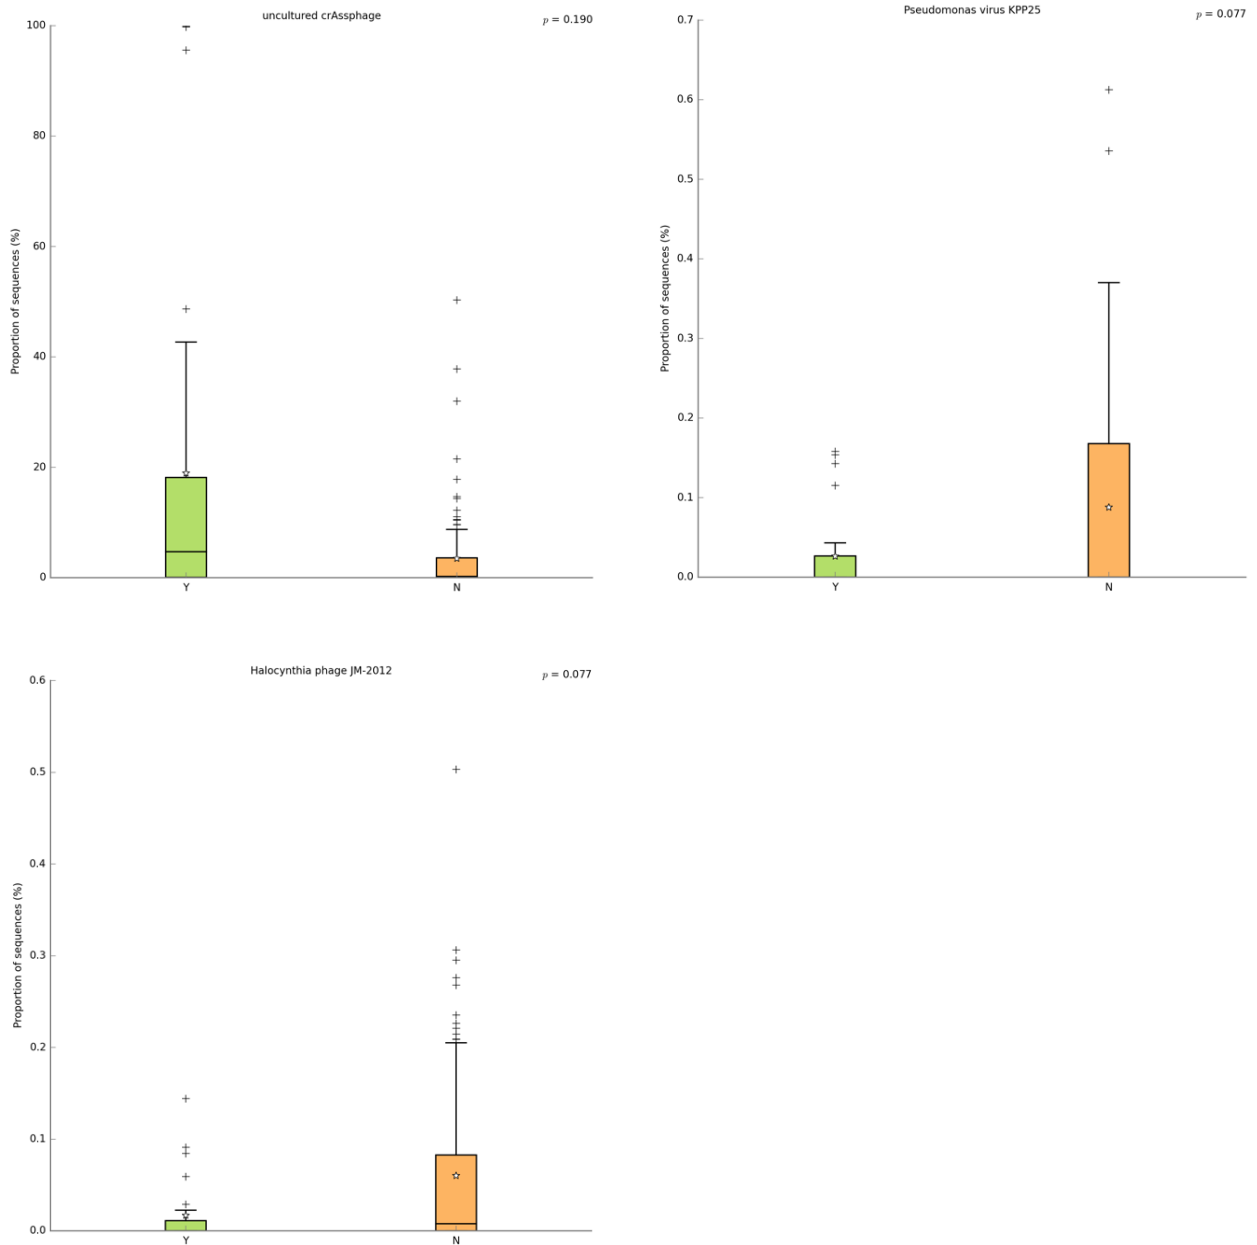 uncultured crAssphage
p = 0.190
100
80
60
40
20
0
Proportion of sequences (%)
Y N
Pseudomonas virus KPP25
p = 0.077
0.7
0.6
0.5
0.4
0.3
0.2
0.1
0.0
Proportion of sequences (%)
Y N
Halocynthia phage JM-2012
p = 0.077
0.6
0.5
0.4
0.3
0.2
0.1
0.0
Proportion of sequences (%)
Y N